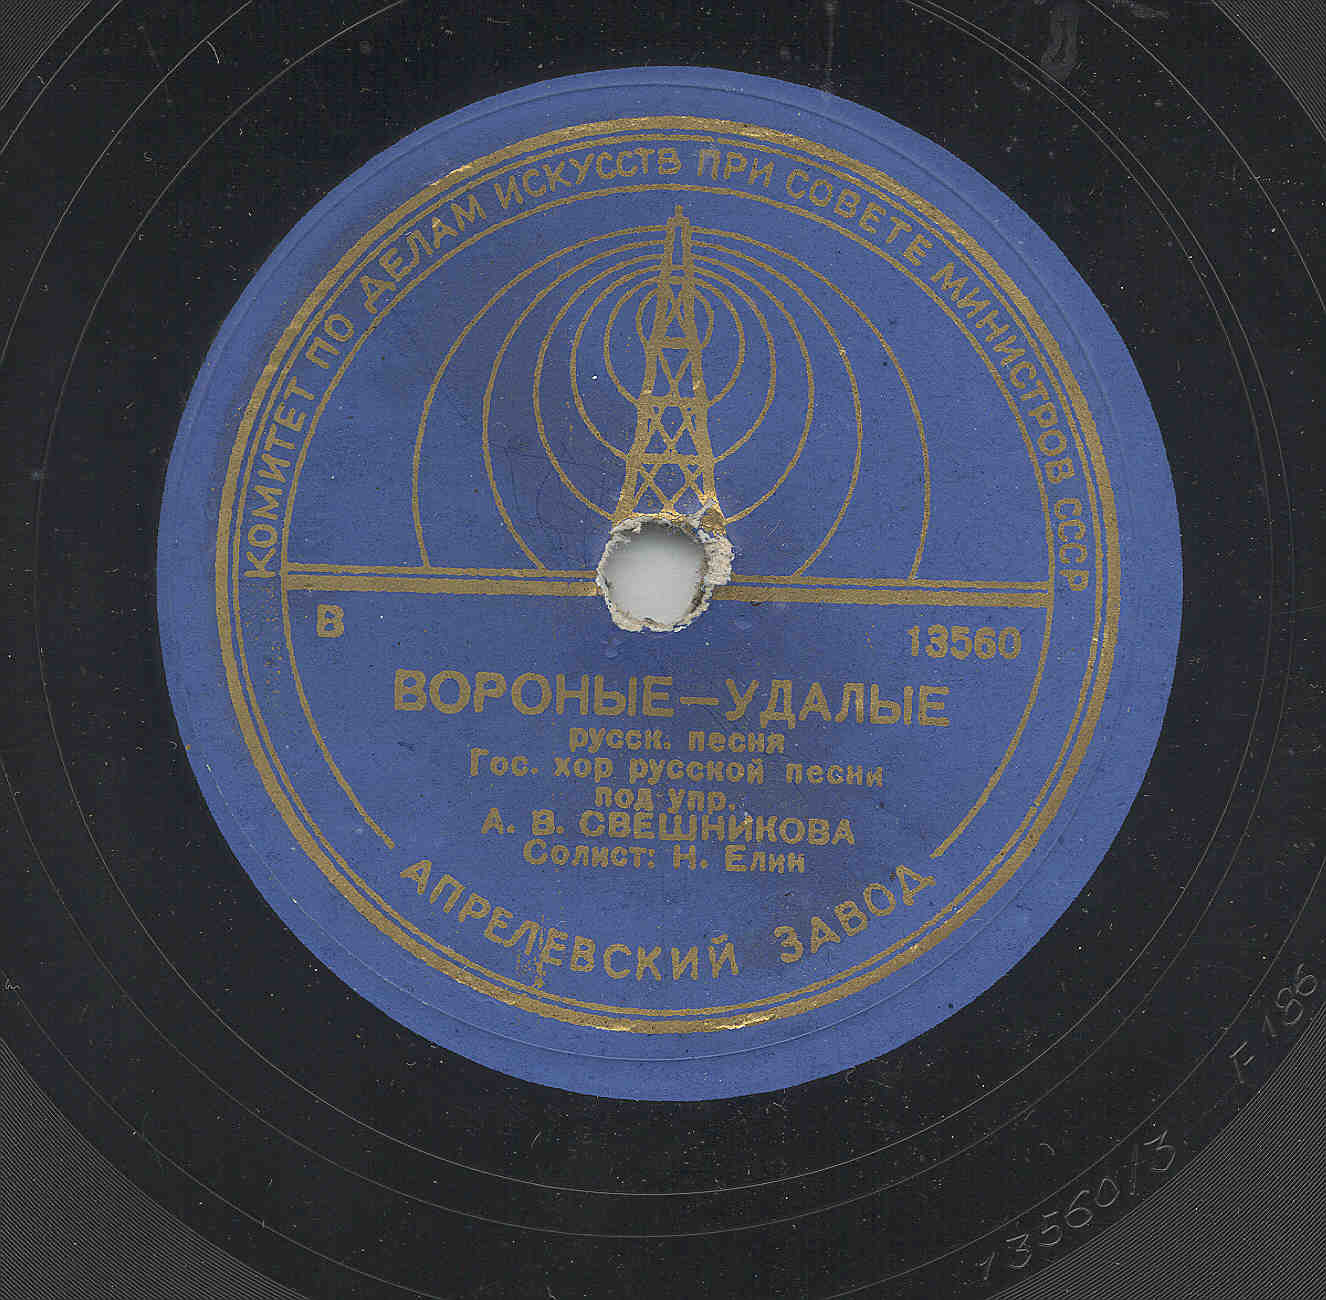 КОМИТЕТ ПО ДЕЛАМ ИСКУССТВ ПРИ СОВЕТЕ МИНИСТРОВ СССР
В 13560
ВОРОНЫЕ—УДАЛЫЕ
русск. песня
Гос. хор русской песни
под упр.
А. В. СВЕШНИКОВА
Солист: Н. Елин
АПРЕЛЕВСКИЙ ЗАВОД
13560/3 F 186